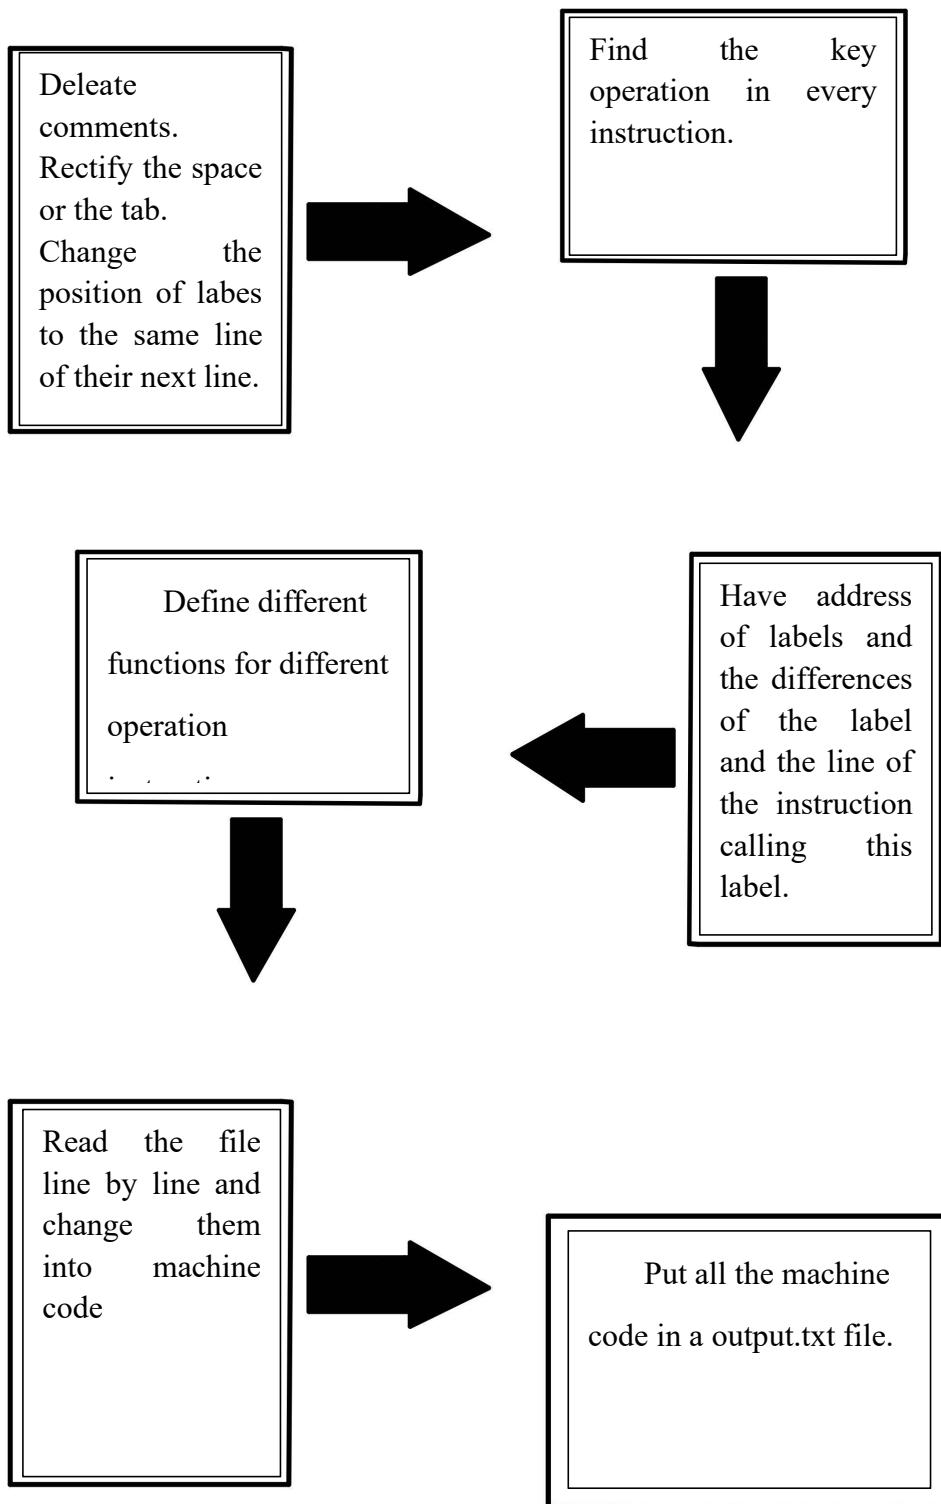 Deleate
comments.
Rectify the space
or the tab.
Change the
position of labes
to the same line
of their next line.
Find the key
operation in every
instruction.
Have address
of labels and
the differences
of the label
and the line of
the instruction
calling this
label.
Define different
functions for different
operation
Read the file
line by line and
change them
into machine
code
Put all the machine
code in a output.txt file.